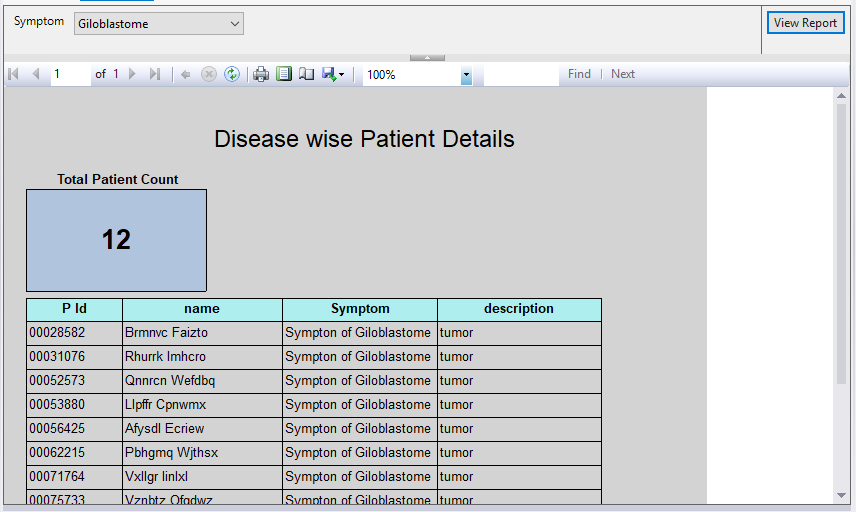 Symptom Giloblastome View Report
1 of 1 100% Find | Next
Disease wise Patient Details
Total Patient Count
12
P Id name Symptom description
00028582 Brmnvc Faizto Sympton of Giloblastome tumor
00031076 Rhurrk Imhcro Sympton of Giloblastome tumor
00052573 Qnnrcn Wefdbq Sympton of Giloblastome tumor
00053880 Llpffr Cpnwmx Sympton of Giloblastome tumor
00056425 Afysdl Ecriew Sympton of Giloblastome tumor
00062215 Pbhgmq Wjthsx Sympton of Giloblastome tumor
00071764 Vxllgr Iinlxl Sympton of Giloblastome tumor
00075733 Vznbtz Ofqdwz Sympton of Giloblastome tumor